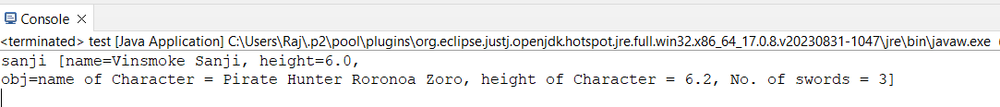 Console
<terminated> test [Java Application] C:\Users\Raj\.p2\pool\plugins\org.eclipse.justj.openjdk.hotspot.jre.full.win32.x86_64_17.0.8.v20230831-1047\jre\bin\javaw.exe
sanji [name=Vinsmoke Sanji, height=6.0,
obj=name of Character = Pirate Hunter Roronoa Zoro, height of Character = 6.2, No. of swords = 3]